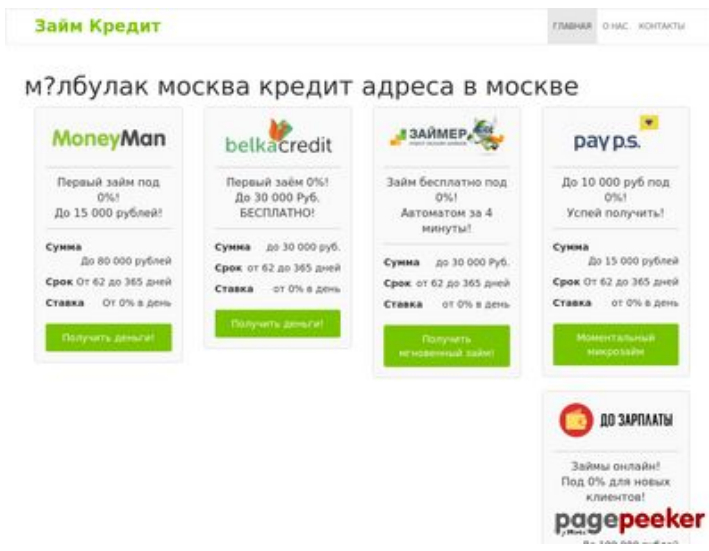 Займ Кредит
ГЛАВНАЯ О НАС КОНТАКТЫ
м?лбулак москва кредит адреса в москве
MoneyMan
Первый займ под
0%!
До 15 000 рублей!
Сумма
До 80 000 рублей
Срок От 62 до 365 дней
Ставка От 0% в день
Получить деньги!
belkacredit
Первый заём 0%!
До 30 000 Руб.
БЕСПЛАТНО!
Сумма до 30 000 руб.
Срок от 62 до 365 дней
Ставка от 0% в день
Получить деньги!
ЗАЙМЕР
Займ бесплатно под
0%!
Автоматом за 4
минуты!
Сумма до 30 000 Руб.
Срок от 62 до 365 дней
Ставка от 0% в день
Получить
мгновенный займ!
pay p.s.
До 10 000 руб под
0%!
Успей получить!
Сумма
До 15 000 рублей
Срок От 62 до 365 дней
Ставка от 0% в день
Моментальный
микрозайм
ДО ЗАРПЛАТЫ
Займы онлайн!
Под 0% для новых
клиентов!
pagepeeker
До 100 000 рублей